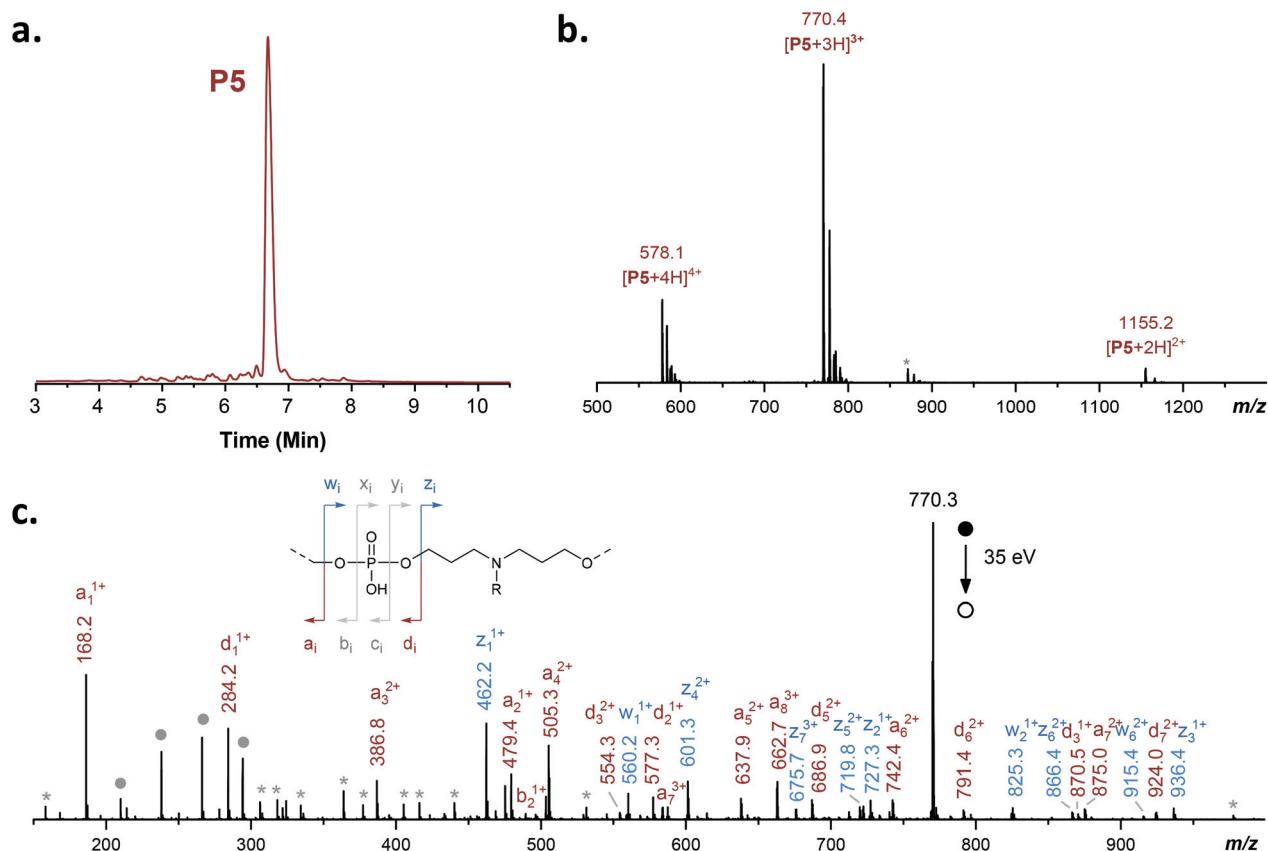 a.
P5
3 4 5 6 7 8 9 10
Time (Min)
b.
770.4
[P5+3H]³⁺
578.1
[P5+4H]⁴⁺
1155.2
[P5+2H]²⁺
*
500 600 700 800 900 1000 1100 1200 m/z
c.
wᵢ xᵢ yᵢ zᵢ
O
O P O N O
OH R
aᵢ bᵢ cᵢ dᵢ
770.3
35 eV
a₁¹⁺ 168.2
d₁¹⁺ 284.2
a₃²⁺ 386.8
z₁¹⁺ 462.2
a₂¹⁺ 479.4
b₂¹⁺
a₄²⁺ 505.3
d₃²⁺ 554.3
w₁¹⁺ 560.2
d₂¹⁺ 577.3
a₇³⁺
z₄²⁺ 601.3
a₅²⁺ 637.9
a₈³⁺ 662.7
z₇³⁺ 675.7
d₅²⁺ 686.9
z₅²⁺ 719.8
z₂¹⁺ 727.3
a₆²⁺ 742.4
d₆²⁺ 791.4
w₂¹⁺ 825.3
z₆²⁺ 866.4
d₃¹⁺ 870.5
a₇²⁺ 875.0
w₆²⁺ 915.4
d₇²⁺ 924.0
z₃¹⁺ 936.4
* * * * * * * * * * *
200 300 400 500 600 700 800 900 m/z